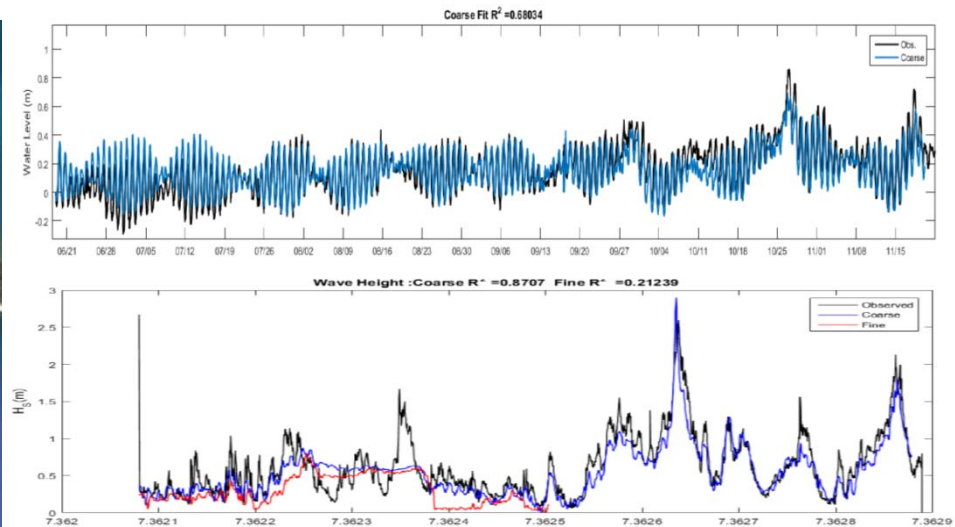 Coarse Fit R² =0.68034
Water Level (m)
1
0.8
0.6
0.4
0.2
0
-0.2
Obs.
Coarse
06/21 06/28 07/05 07/12 07/19 07/26 08/02 08/09 08/16 08/23 08/30 09/06 09/13 09/20 09/27 10/04 10/11 10/18 10/25 11/01 11/08 11/15
Wave Height :Coarse R² =0.8707 Fine R² =0.21239
H_S(m)
3
2.5
2
1.5
1
0.5
0
Observed
Coarse
Fine
7.362 7.3621 7.3622 7.3623 7.3624 7.3625 7.3626 7.3627 7.3628 7.3629